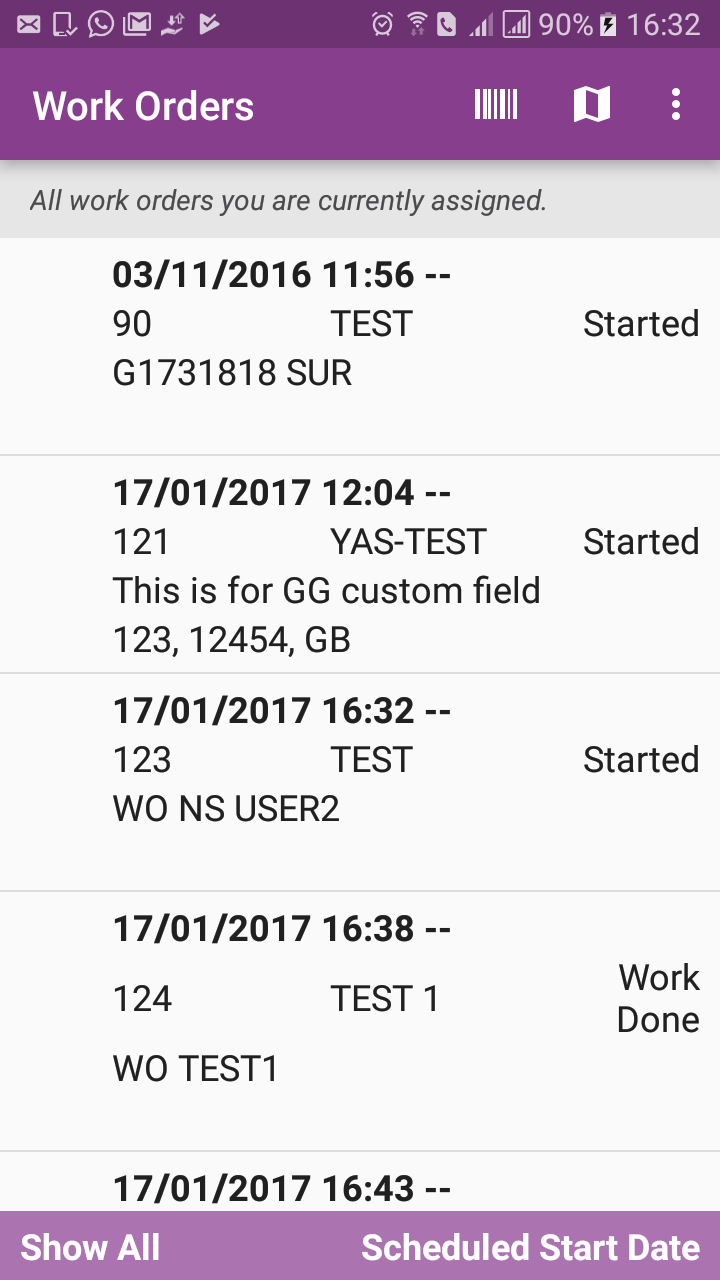 90% 16:32
Work Orders
All work orders you are currently assigned.
03/11/2016 11:56 --
90 TEST Started
G1731818 SUR
17/01/2017 12:04 --
121 YAS-TEST Started
This is for GG custom field
123, 12454, GB
17/01/2017 16:32 --
123 TEST Started
WO NS USER2
17/01/2017 16:38 --
124 TEST 1 Work
Done
WO TEST1
17/01/2017 16:43 --
Show All Scheduled Start Date